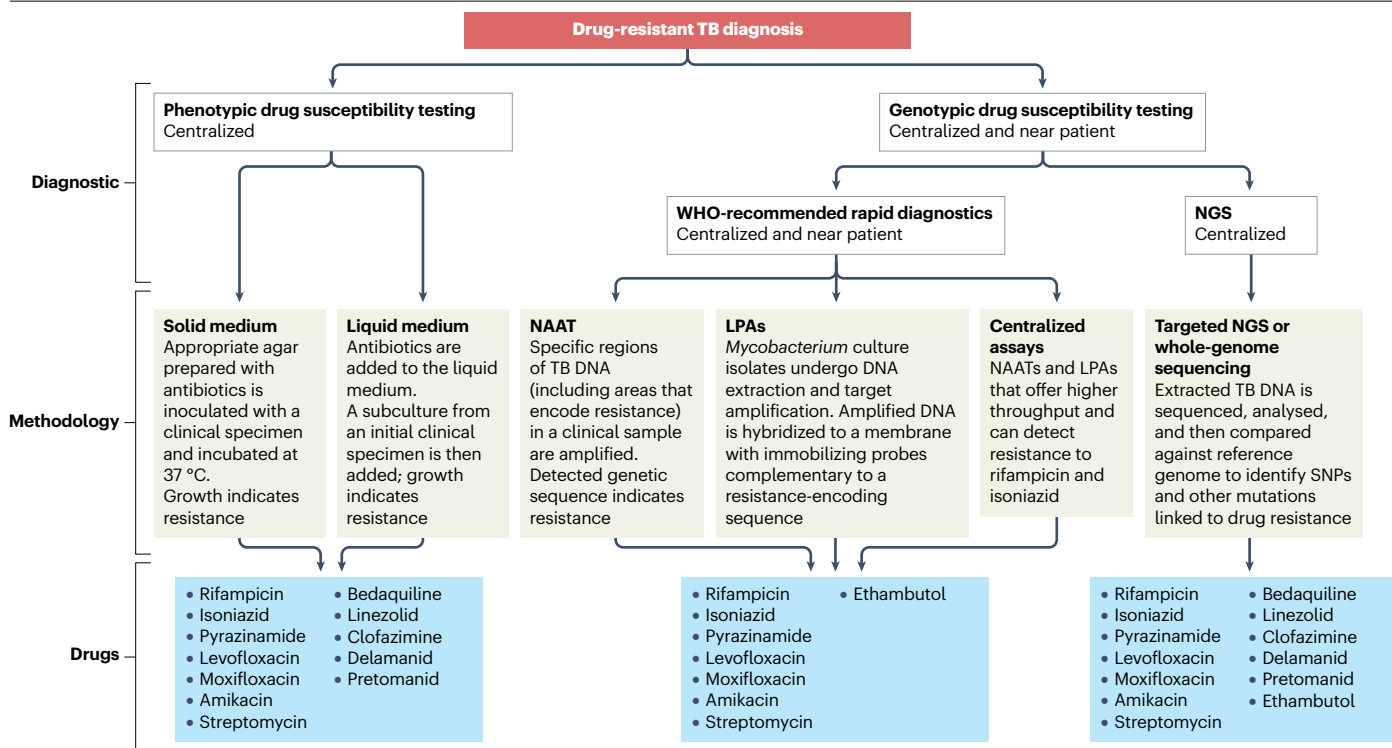 Drug-resistant TB diagnosis
Diagnostic
Phenotypic drug susceptibility testing
Centralized
Genotypic drug susceptibility testing
Centralized and near patient
WHO-recommended rapid diagnostics
Centralized and near patient
NGS
Centralized
Methodology
Solid medium
Appropriate agar
prepared with
antibiotics is
inoculated with a
clinical specimen
and incubated at
37 °C.
Growth indicates
resistance
Liquid medium
Antibiotics are
added to the liquid
medium.
A subculture from
an initial clinical
specimen is then
added; growth
indicates
resistance
NAAT
Specific regions
of TB DNA
(including areas that
encode resistance)
in a clinical sample
are amplified.
Detected genetic
sequence indicates
resistance
LPAs
Mycobacterium culture
isolates undergo DNA
extraction and target
amplification. Amplified DNA
is hybridized to a membrane
with immobilizing probes
complementary to a
resistance-encoding
sequence
Centralized
assays
NAATs and LPAs
that offer higher
throughput and
can detect
resistance to
rifampicin and
isoniazid
Targeted NGS or
whole-genome
sequencing
Extracted TB DNA is
sequenced, analysed,
and then compared
against reference
genome to identify SNPs
and other mutations
linked to drug resistance
Drugs
• Rifampicin
• Isoniazid
• Pyrazinamide
• Levofloxacin
• Moxifloxacin
• Amikacin
• Streptomycin
• Bedaquiline
• Linezolid
• Clofazimine
• Delamanid
• Pretomanid
• Rifampicin
• Isoniazid
• Pyrazinamide
• Levofloxacin
• Moxifloxacin
• Amikacin
• Streptomycin
• Ethambutol
• Rifampicin
• Isoniazid
• Pyrazinamide
• Levofloxacin
• Moxifloxacin
• Amikacin
• Streptomycin
• Bedaquiline
• Linezolid
• Clofazimine
• Delamanid
• Pretomanid
• Ethambutol